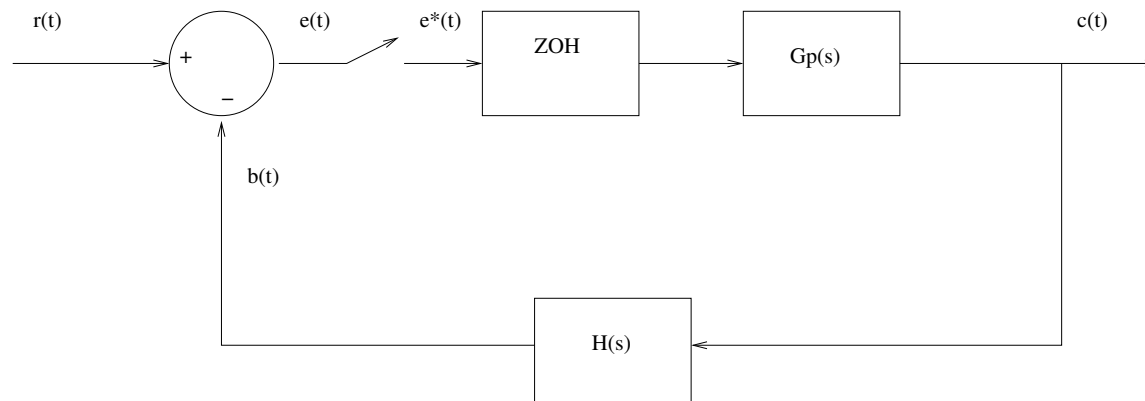 r(t)
e(t)
e*(t)
c(t)
+
−
ZOH
Gp(s)
b(t)
H(s)